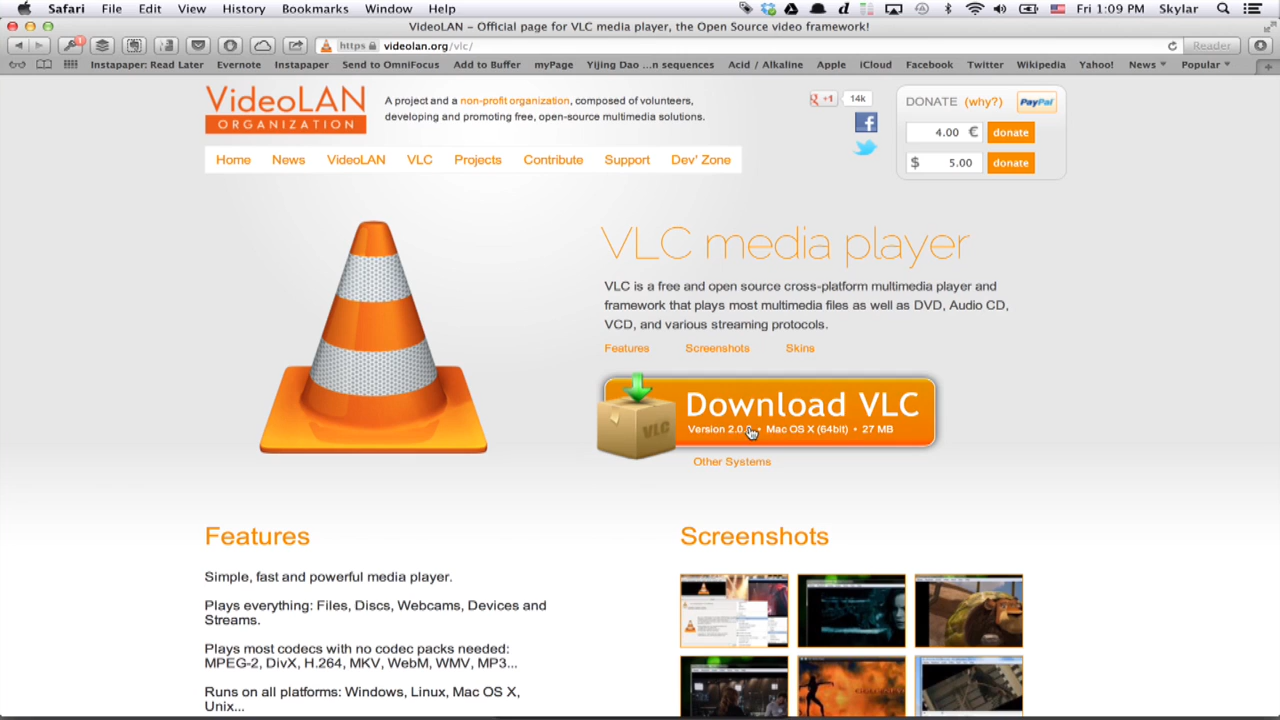 Safari File Edit View History Bookmarks Window Help Fri 1:09 PM Skylar
VideoLAN - Official page for VLC media player, the Open Source video framework!
https videolan.org/vlc/ Reader
Instapaper: Read Later Evernote Instapaper Send to OmniFocus Add to Buffer myPage Yijing Dao ...n sequences Acid / Alkaline Apple iCloud Facebook Twitter Wikipedia Yahoo! News Popular
VideoLAN
ORGANIZATION
A project and a non-profit organization, composed of volunteers,
developing and promoting free, open-source multimedia solutions.
g +1 14k
DONATE (why?) PayPal
4.00 € donate
$ 5.00 donate
Home News VideoLAN VLC Projects Contribute Support Dev' Zone
VLC media player
VLC is a free and open source cross-platform multimedia player and
framework that plays most multimedia files as well as DVD, Audio CD,
VCD, and various streaming protocols.
Features Screenshots Skins
VLC
Download VLC
Version 2.0. • Mac OS X (64bit) • 27 MB
Other Systems
Features
Simple, fast and powerful media player.
Plays everything: Files, Discs, Webcams, Devices and
Streams.
Plays most codecs with no codec packs needed:
MPEG-2, DivX, H.264, MKV, WebM, WMV, MP3...
Runs on all platforms: Windows, Linux, Mac OS X,
Unix...
Screenshots